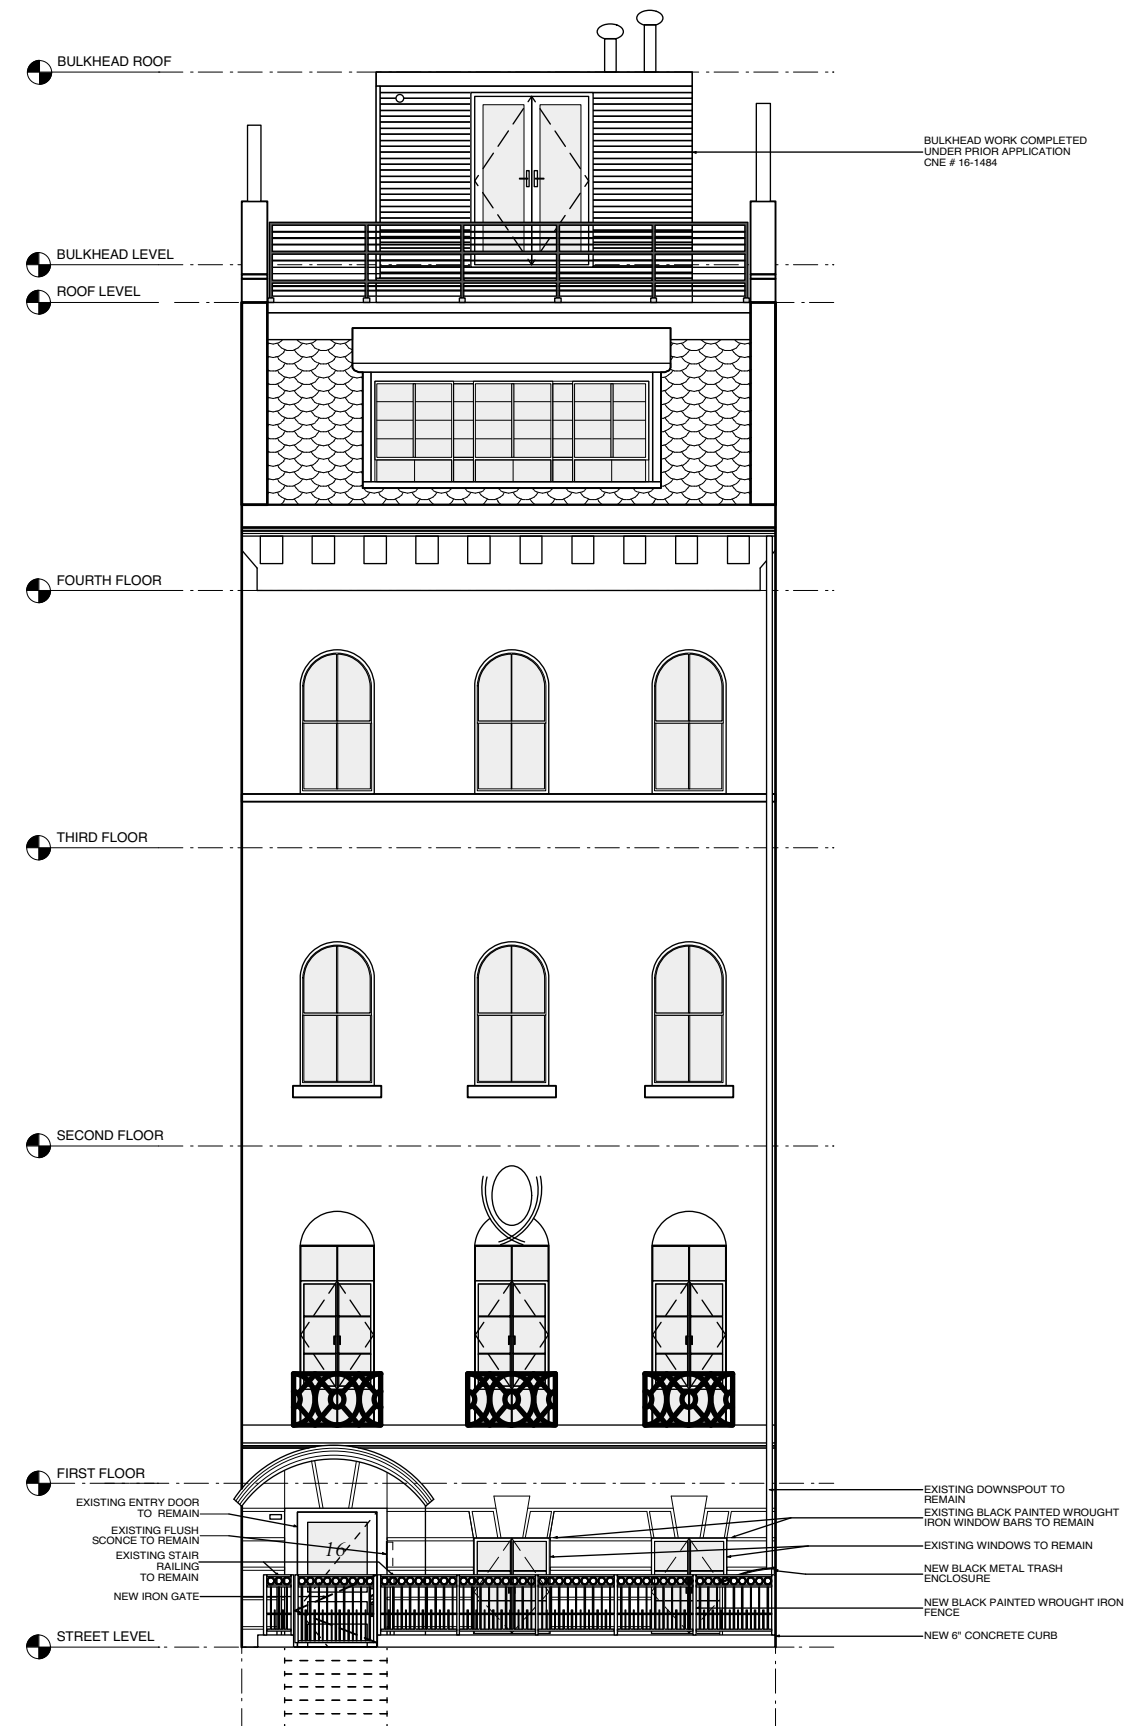 BULKHEAD ROOF
BULKHEAD WORK COMPLETED
UNDER PRIOR APPLICATION
CNE # 16-1484
BULKHEAD LEVEL
ROOF LEVEL
FOURTH FLOOR
THIRD FLOOR
SECOND FLOOR
FIRST FLOOR
EXISTING ENTRY DOOR
TO REMAIN
EXISTING FLUSH
SCONCE TO REMAIN
EXISTING STAIR
RAILING
TO REMAIN
NEW IRON GATE
16
EXISTING DOWNSPOUT TO
REMAIN
EXISTING BLACK PAINTED WROUGHT
IRON WINDOW BARS TO REMAIN
EXISTING WINDOWS TO REMAIN
NEW BLACK METAL TRASH
ENCLOSURE
NEW BLACK PAINTED WROUGHT IRON
FENCE
NEW 6" CONCRETE CURB
STREET LEVEL